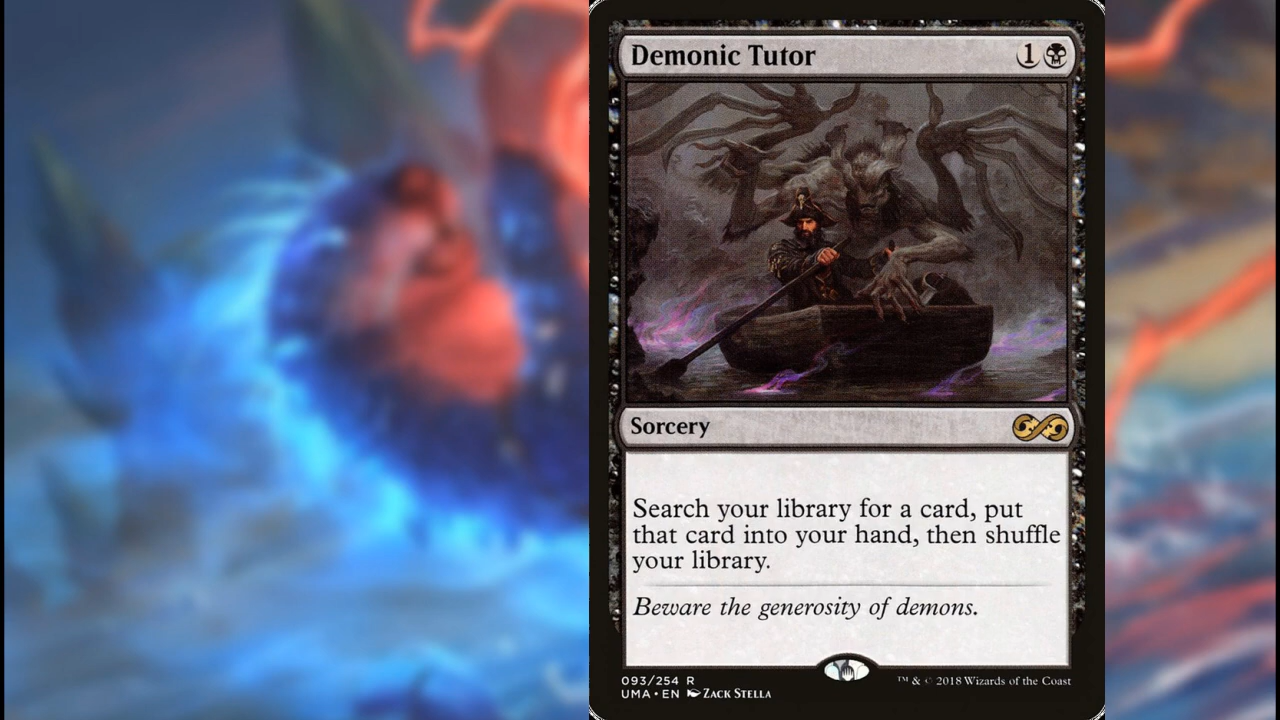 Demonic Tutor 1
Sorcery
Search your library for a card, put
that card into your hand, then shuffle
your library.
Beware the generosity of demons.
093/254 R
UMA • EN Zack Stella
™ & © 2018 Wizards of the Coast